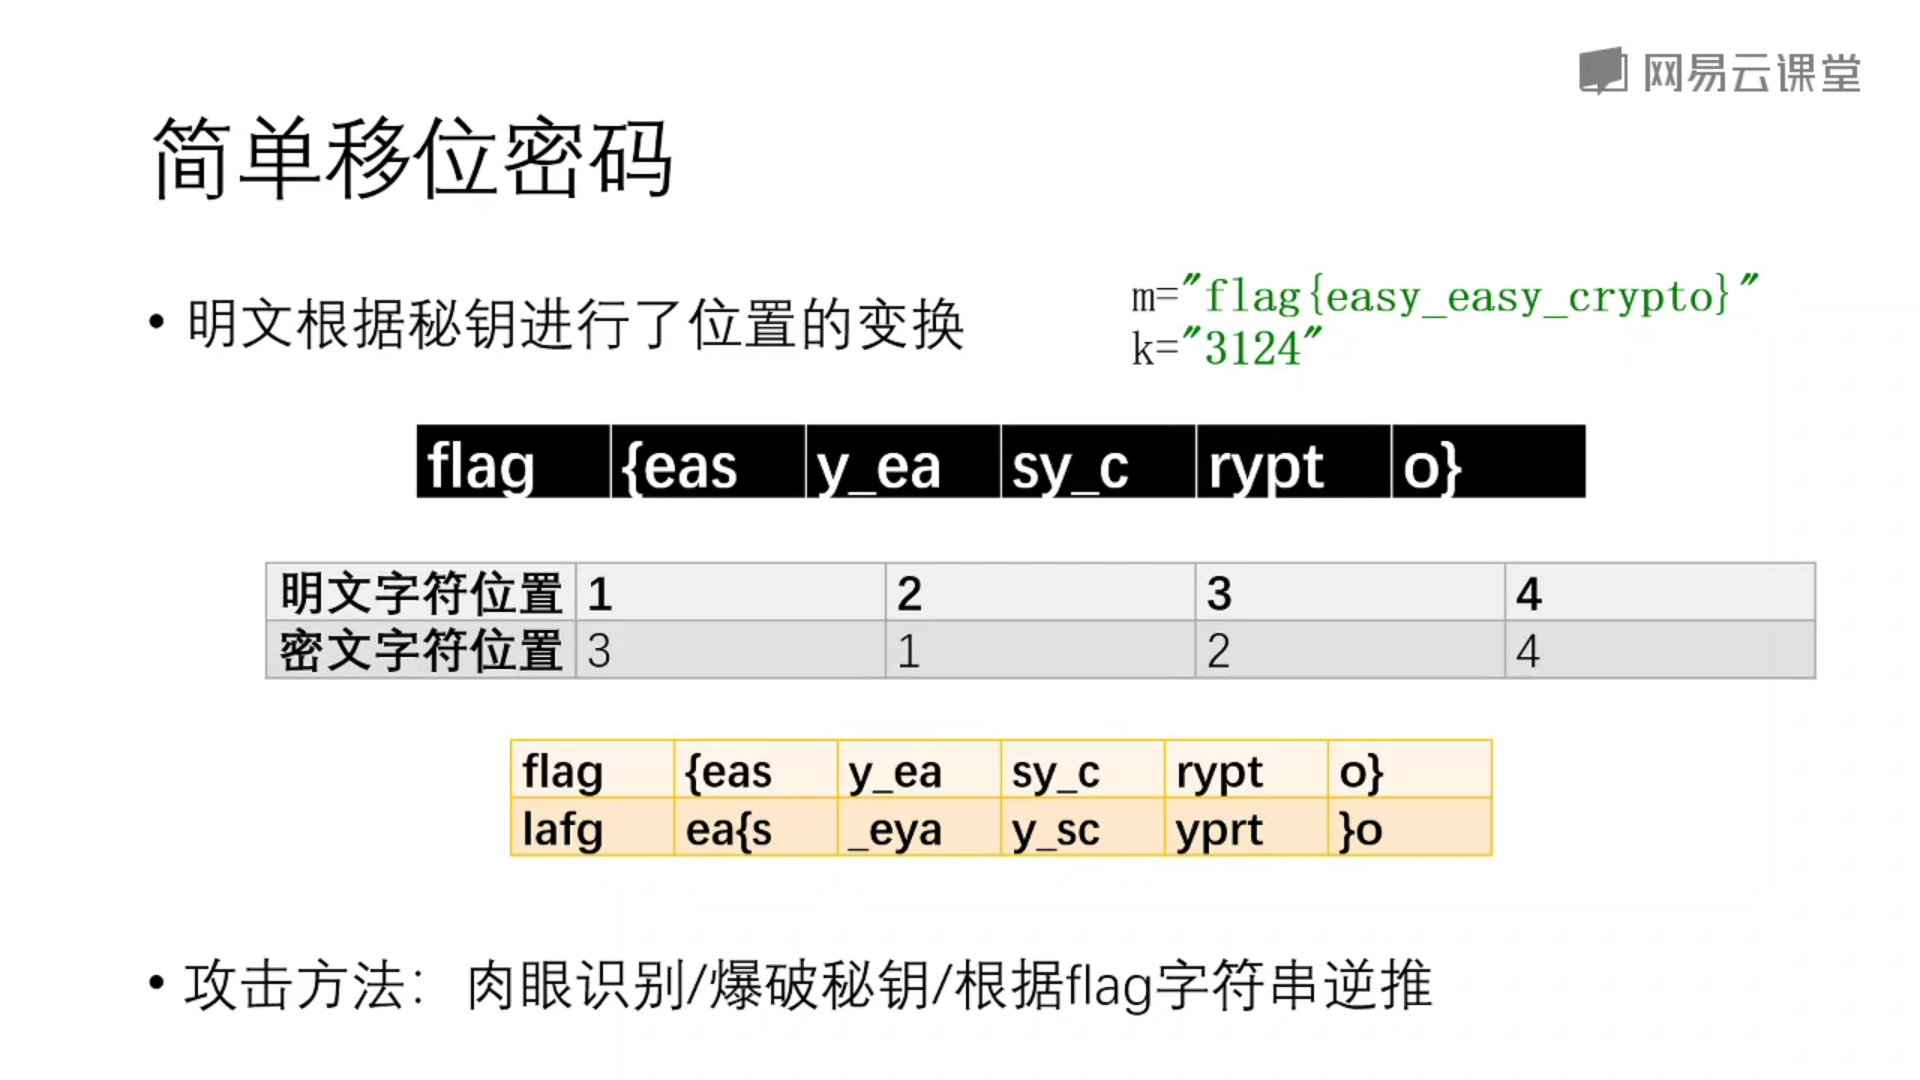 网易云课堂
简单移位密码
• 明文根据秘钥进行了位置的变换
m="flag{easy_easy_crypto}"
k="3124"
flag {eas y_ea sy_c rypt o}
明文字符位置 1 2 3 4
密文字符位置 3 1 2 4
flag {eas y_ea sy_c rypt o}
lafg ea{s _eya y_sc yprt }o
• 攻击方法： 肉眼识别/爆破秘钥/根据flag字符串逆推